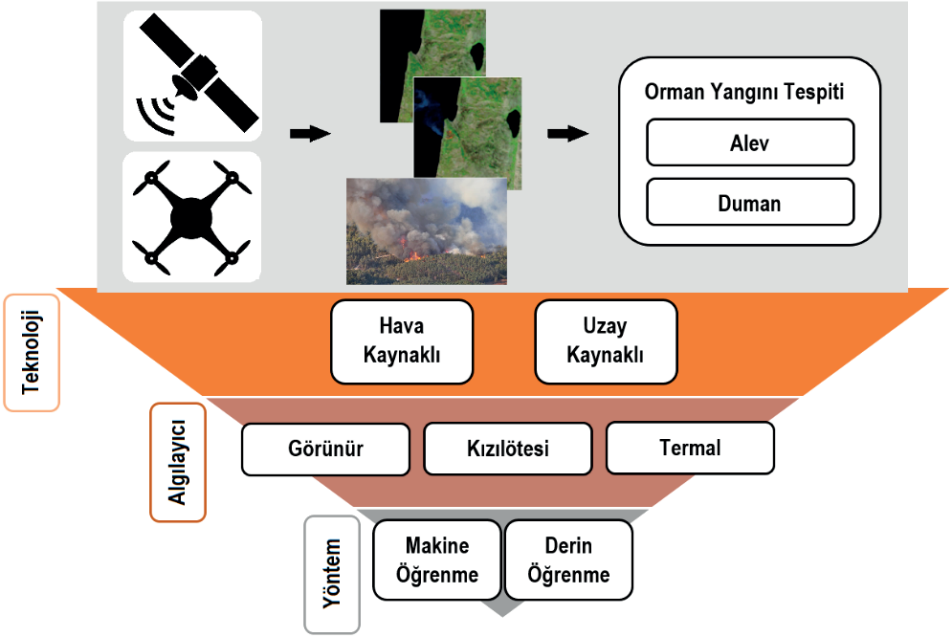 Orman Yangını Tespiti
Alev
Duman
Teknoloji
Hava
Kaynaklı
Uzay
Kaynaklı
Algılayıcı
Görünür
Kızılötesi
Termal
Yöntem
Makine
Öğrenme
Derin
Öğrenme